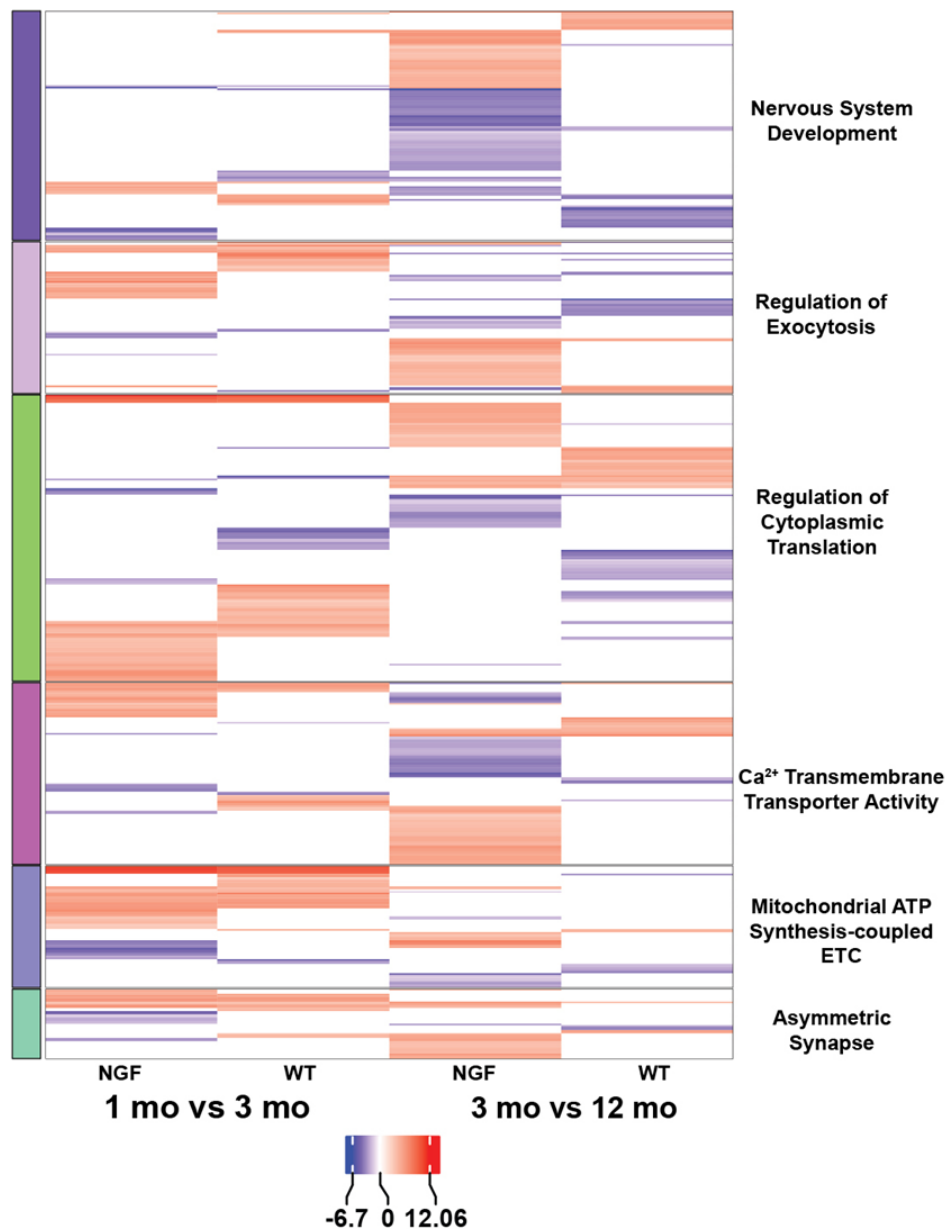 Nervous System
Development
Regulation of
Exocytosis
Regulation of
Cytoplasmic
Translation
Ca²⁺ Transmembrane
Transporter Activity
Mitochondrial ATP
Synthesis-coupled
ETC
Asymmetric
Synapse
NGF WT NGF WT
1 mo vs 3 mo 3 mo vs 12 mo
-6.7 0 12.06